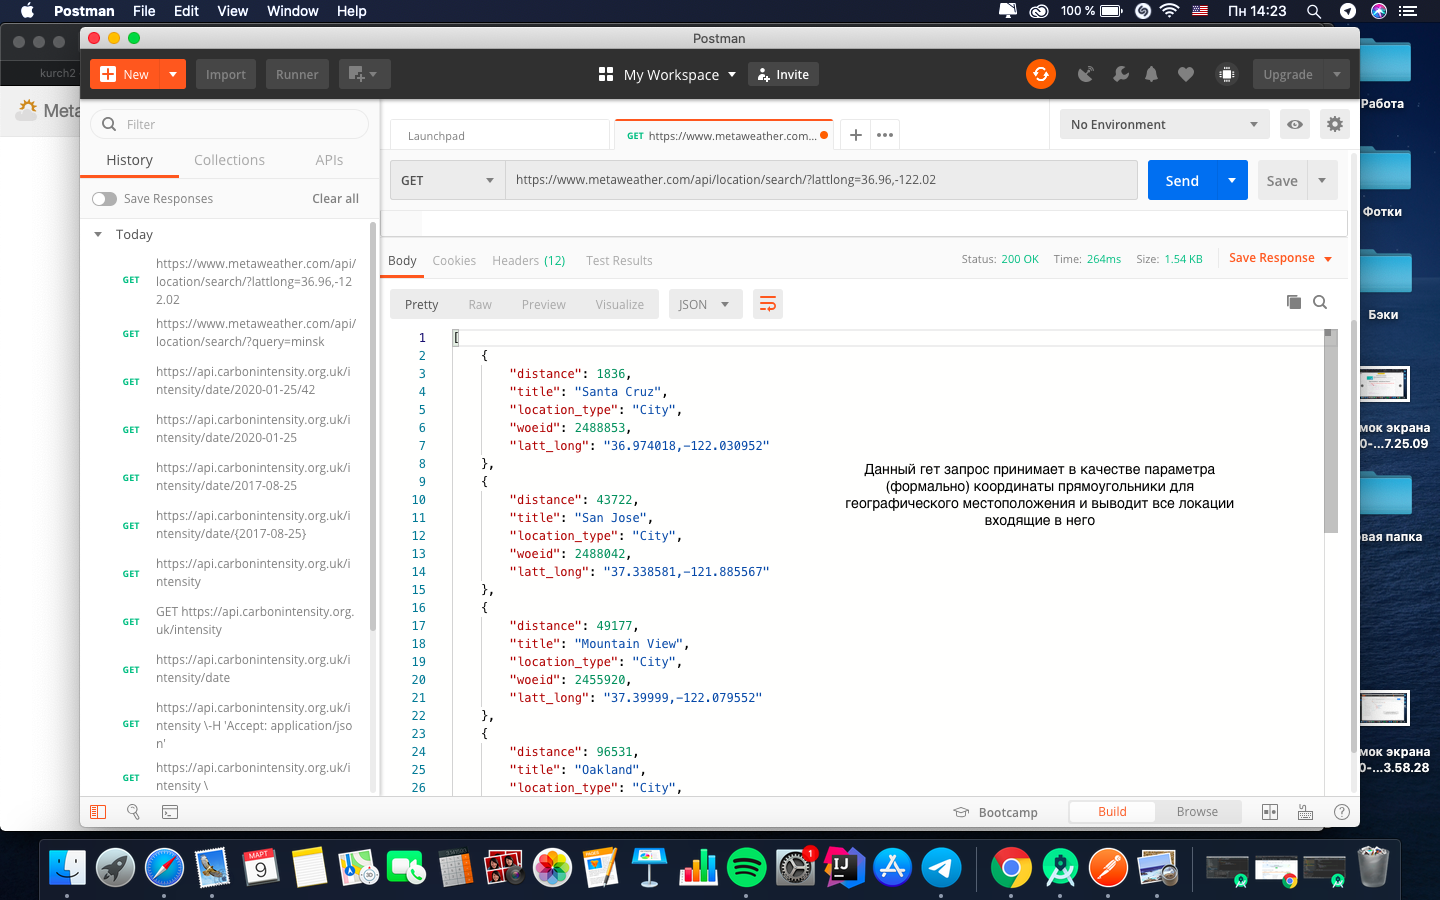 Postman
File
Edit
View
Window
Help
100 %
Пн 14:23
Postman
kurch2
Meta
New
Import
Runner
My Workspace
Invite
Upgrade
Filter
History
Collections
APIs
Save Responses
Clear all
Today
GET
https://www.metaweather.com/api/
location/search/?lattlong=36.96,-12
2.02
GET
https://www.metaweather.com/api/
location/search/?query=minsk
GET
https://api.carbonintensity.org.uk/i
ntensity/date/2020-01-25/42
GET
https://api.carbonintensity.org.uk/i
ntensity/date/2020-01-25
GET
https://api.carbonintensity.org.uk/i
ntensity/date/2017-08-25
GET
https://api.carbonintensity.org.uk/i
ntensity/date/{2017-08-25}
GET
https://api.carbonintensity.org.uk/i
ntensity
GET
GET https://api.carbonintensity.org.
uk/intensity
GET
https://api.carbonintensity.org.uk/i
ntensity/date
GET
https://api.carbonintensity.org.uk/i
ntensity \-H 'Accept: application/jso
n'
GET
https://api.carbonintensity.org.uk/i
ntensity \
Launchpad
GET https://www.metaweather.com...
No Environment
GET
https://www.metaweather.com/api/location/search/?lattlong=36.96,-122.02
Send
Save
Body
Cookies
Headers (12)
Test Results
Status: 200 OK
Time: 264ms
Size: 1.54 KB
Save Response
Pretty
Raw
Preview
Visualize
JSON
1 [
2 {
3 "distance": 1836,
4 "title": "Santa Cruz",
5 "location_type": "City",
6 "woeid": 2488853,
7 "latt_long": "36.974018,-122.030952"
8 },
9 {
10 "distance": 43722,
11 "title": "San Jose",
12 "location_type": "City",
13 "woeid": 2488042,
14 "latt_long": "37.338581,-121.885567"
15 },
16 {
17 "distance": 49177,
18 "title": "Mountain View",
19 "location_type": "City",
20 "woeid": 2455920,
21 "latt_long": "37.39999,-122.079552"
22 },
23 {
24 "distance": 96531,
25 "title": "Oakland",
26 "location_type": "City",
Данный гет запрос принимает в качестве параметра
(формально) координаты прямоугольники для
географического местоположения и выводит все локации
входящие в него
Bootcamp
Build
Browse
Работа
Фотки
Бэки
мок экрана
0-...7.25.09
вая папка
мок экрана
0-...3.58.28
МАРТ
9
1